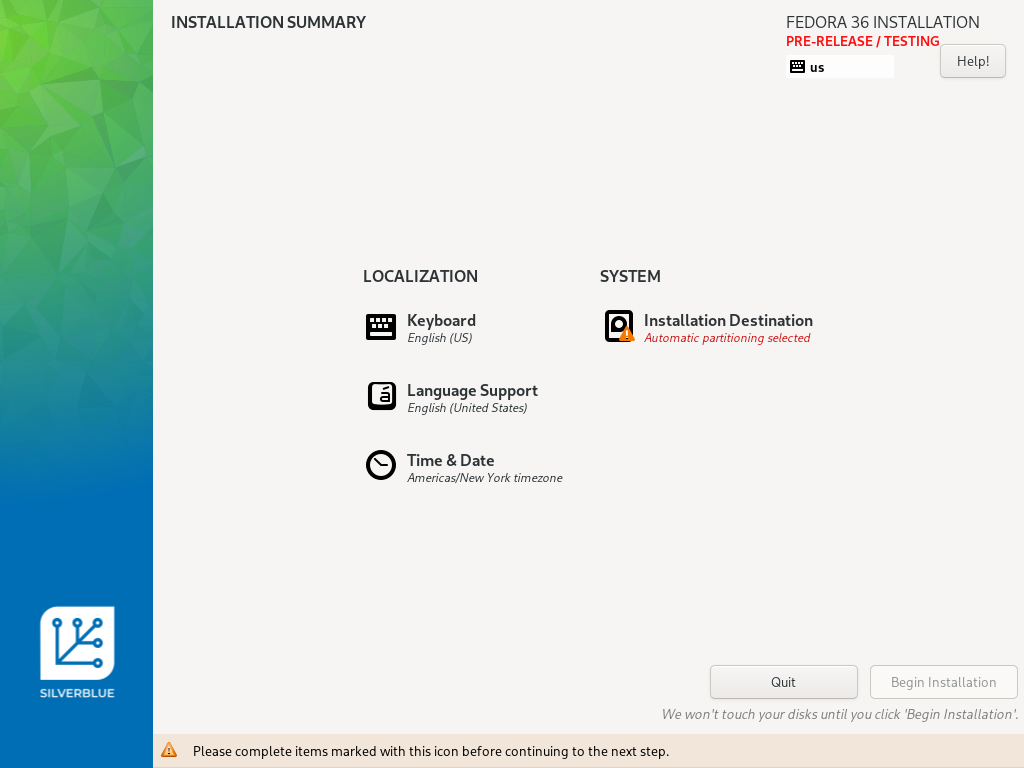 INSTALLATION SUMMARY
FEDORA 36 INSTALLATION
PRE-RELEASE / TESTING
us
Help!
LOCALIZATION
Keyboard
English (US)
Language Support
English (United States)
Time & Date
Americas/New York timezone
SYSTEM
Installation Destination
Automatic partitioning selected
SILVERBLUE
Quit
Begin Installation
We won't touch your disks until you click 'Begin Installation'.
Please complete items marked with this icon before continuing to the next step.